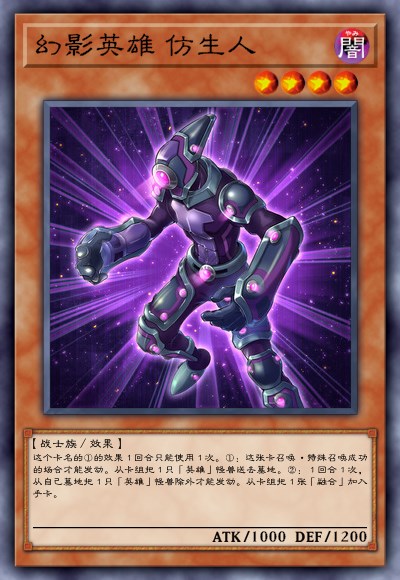 幻影英雄 仿生人
やみ
闇
【战士族/效果】
这个卡名的①的效果1回合只能使用1次。①：这张卡召唤・特殊召唤成功
的场合才能发动。从卡组把1只「英雄」怪兽送去墓地。②：1回合1次，
从自己墓地把1只「英雄」怪兽除外才能发动。从卡组把1张「融合」加入
手卡。
ATK/1000 DEF/1200